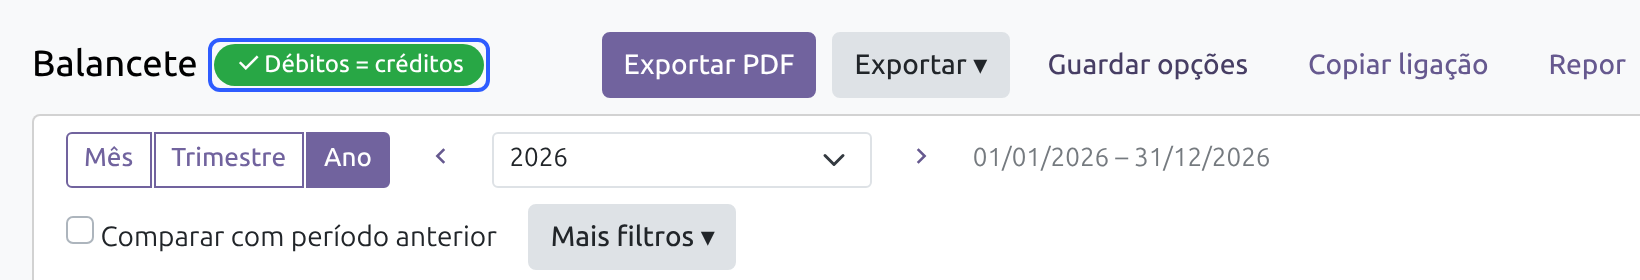 Balancete ✓ Débitos = créditos Exportar PDF Exportar ▾ Guardar opções Copiar ligação Repor
Mês Trimestre Ano ‹ 2026 › 01/01/2026 – 31/12/2026
Comparar com período anterior Mais filtros ▾